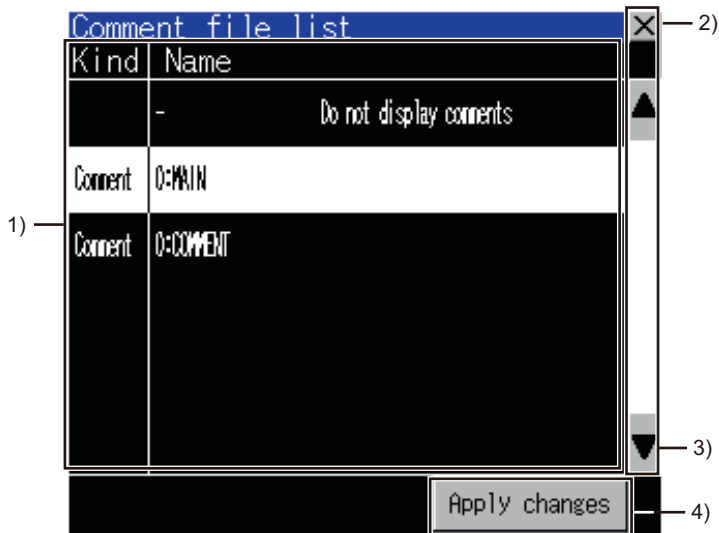 Comment file list
2)
Kind Name
- Do not display comments
Comment 0:MAIN
1)
Comment 0:COMMENT
3)
Apply changes
4)